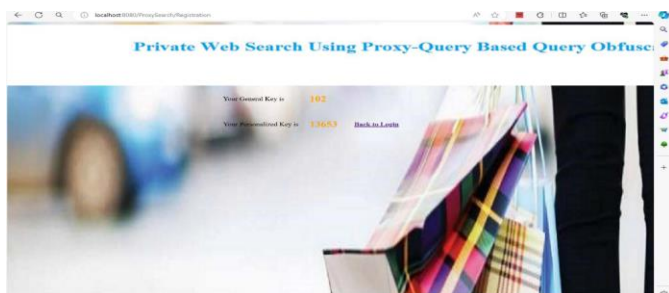 localhost:8080/ProxySearch/Registration
Private Web Search Using Proxy-Query Based Query Obfusc
Your General Key is 102
Your Personalized Key is 13653 Back to Login